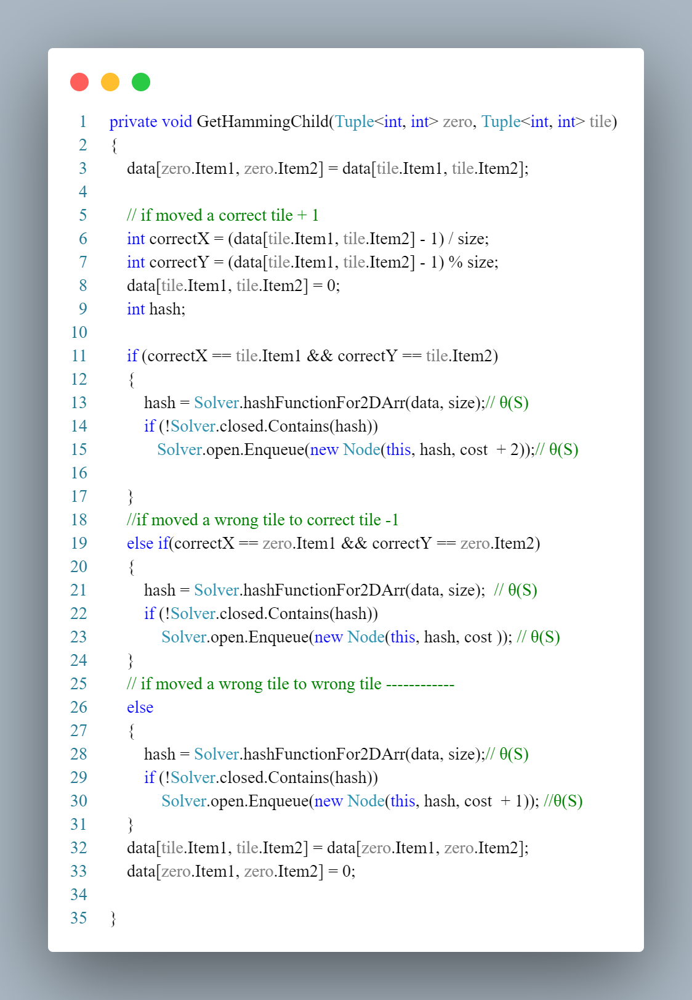 1 private void GetHammingChild(Tuple<int, int> zero, Tuple<int, int> tile)
2 {
3 data[zero.Item1, zero.Item2] = data[tile.Item1, tile.Item2];
4
5 // if moved a correct tile + 1
6 int correctX = (data[tile.Item1, tile.Item2] - 1) / size;
7 int correctY = (data[tile.Item1, tile.Item2] - 1) % size;
8 data[tile.Item1, tile.Item2] = 0;
9 int hash;
10
11 if (correctX == tile.Item1 && correctY == tile.Item2)
12 {
13 hash = Solver.hashFunctionFor2DArr(data, size);// θ(S)
14 if (!Solver.closed.Contains(hash))
15 Solver.open.Enqueue(new Node(this, hash, cost  + 2));// θ(S)
16
17 }
18 //if moved a wrong tile to correct tile -1
19 else if(correctX == zero.Item1 && correctY == zero.Item2)
20 {
21 hash = Solver.hashFunctionFor2DArr(data, size);  // θ(S)
22 if (!Solver.closed.Contains(hash))
23 Solver.open.Enqueue(new Node(this, hash, cost )); // θ(S)
24 }
25 // if moved a wrong tile to wrong tile ------------
26 else
27 {
28 hash = Solver.hashFunctionFor2DArr(data, size);// θ(S)
29 if (!Solver.closed.Contains(hash))
30 Solver.open.Enqueue(new Node(this, hash, cost  + 1)); //θ(S)
31 }
32 data[tile.Item1, tile.Item2] = data[zero.Item1, zero.Item2];
33 data[zero.Item1, zero.Item2] = 0;
34
35 }